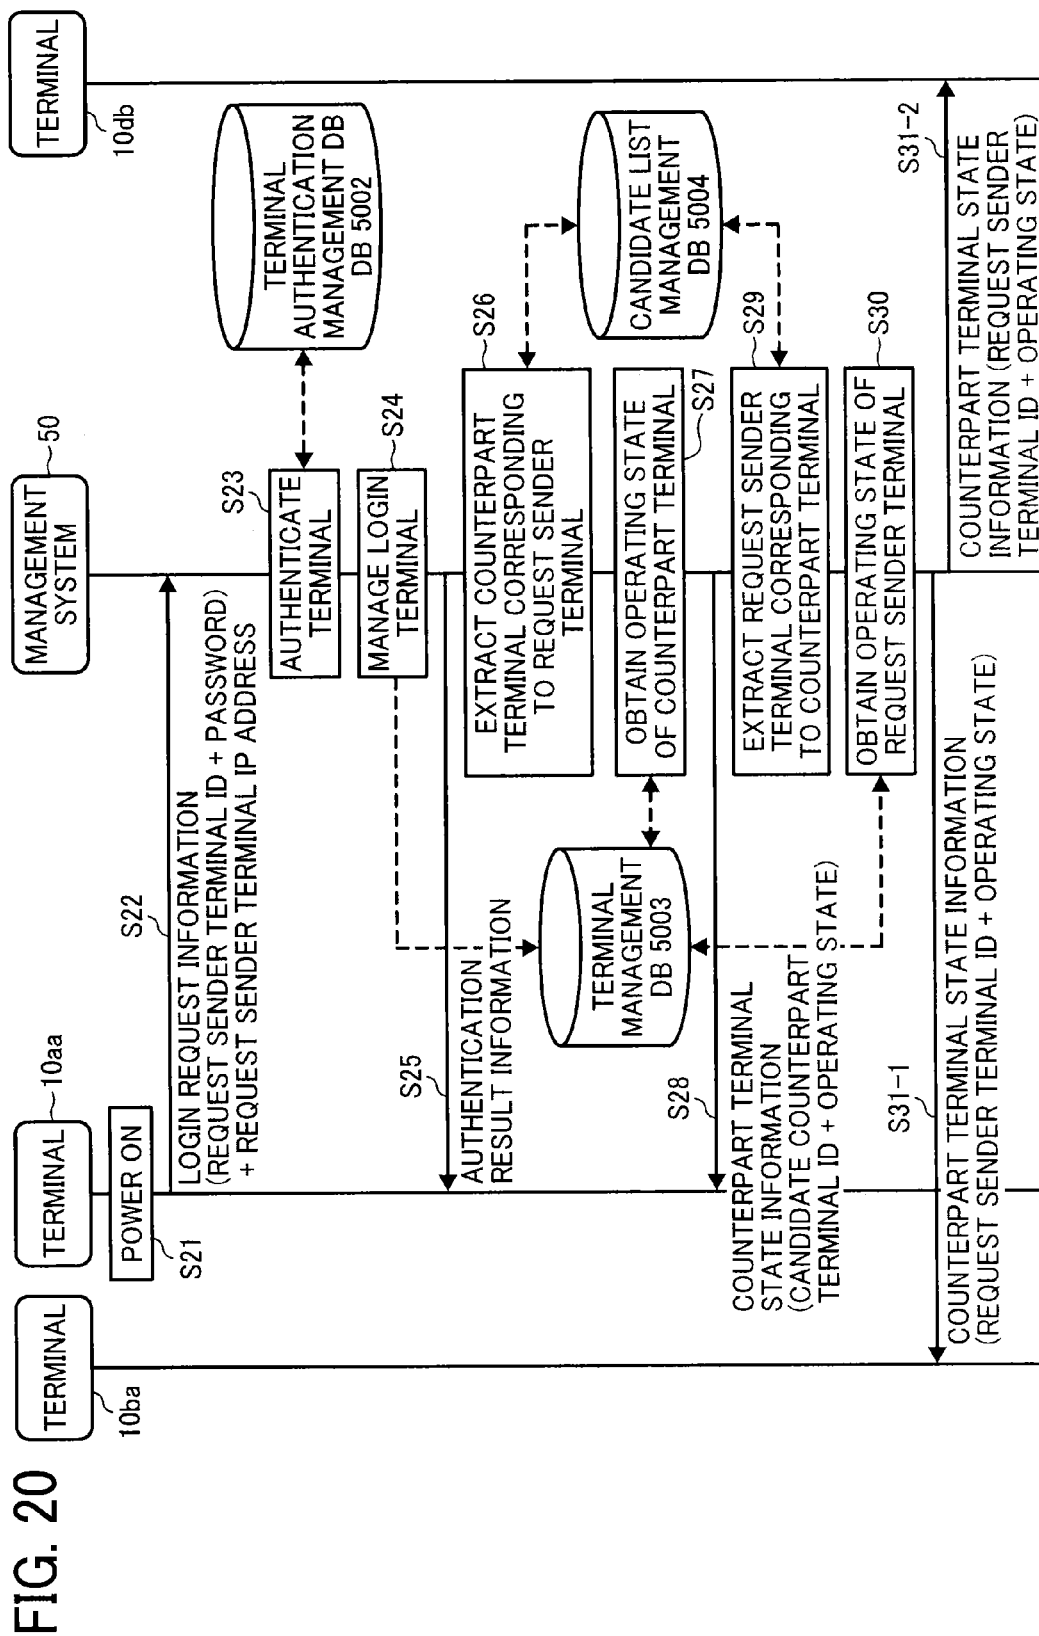 FIG. 20
TERMINAL
10ba
TERMINAL
10aa
MANAGEMENT
SYSTEM
50
TERMINAL
10db
POWER ON
S21
S22
LOGIN REQUEST INFORMATION
(REQUEST SENDER TERMINAL ID + PASSWORD)
+ REQUEST SENDER TERMINAL IP ADDRESS
S23
AUTHENTICATE
TERMINAL
TERMINAL
AUTHENTICATION
MANAGEMENT DB
DB 5002
S24
MANAGE LOGIN
TERMINAL
S25
AUTHENTICATION
RESULT INFORMATION
S26
EXTRACT COUNTERPART
TERMINAL CORRESPONDING
TO REQUEST SENDER
TERMINAL
CANDIDATE LIST
MANAGEMENT
DB 5004
TERMINAL
MANAGEMENT
DB 5003
OBTAIN OPERATING STATE
OF COUNTERPART TERMINAL
S27
S28
COUNTERPART TERMINAL
STATE INFORMATION
(CANDIDATE COUNTERPART
TERMINAL ID + OPERATING STATE)
S29
EXTRACT REQUEST SENDER
TERMINAL CORRESPONDING
TO COUNTERPART TERMINAL
S30
OBTAIN OPERATING STATE OF
REQUEST SENDER TERMINAL
S31-1
COUNTERPART TERMINAL STATE INFORMATION
(REQUEST SENDER TERMINAL ID + OPERATING STATE)
S31-2
COUNTERPART TERMINAL STATE
INFORMATION (REQUEST SENDER
TERMINAL ID + OPERATING STATE)